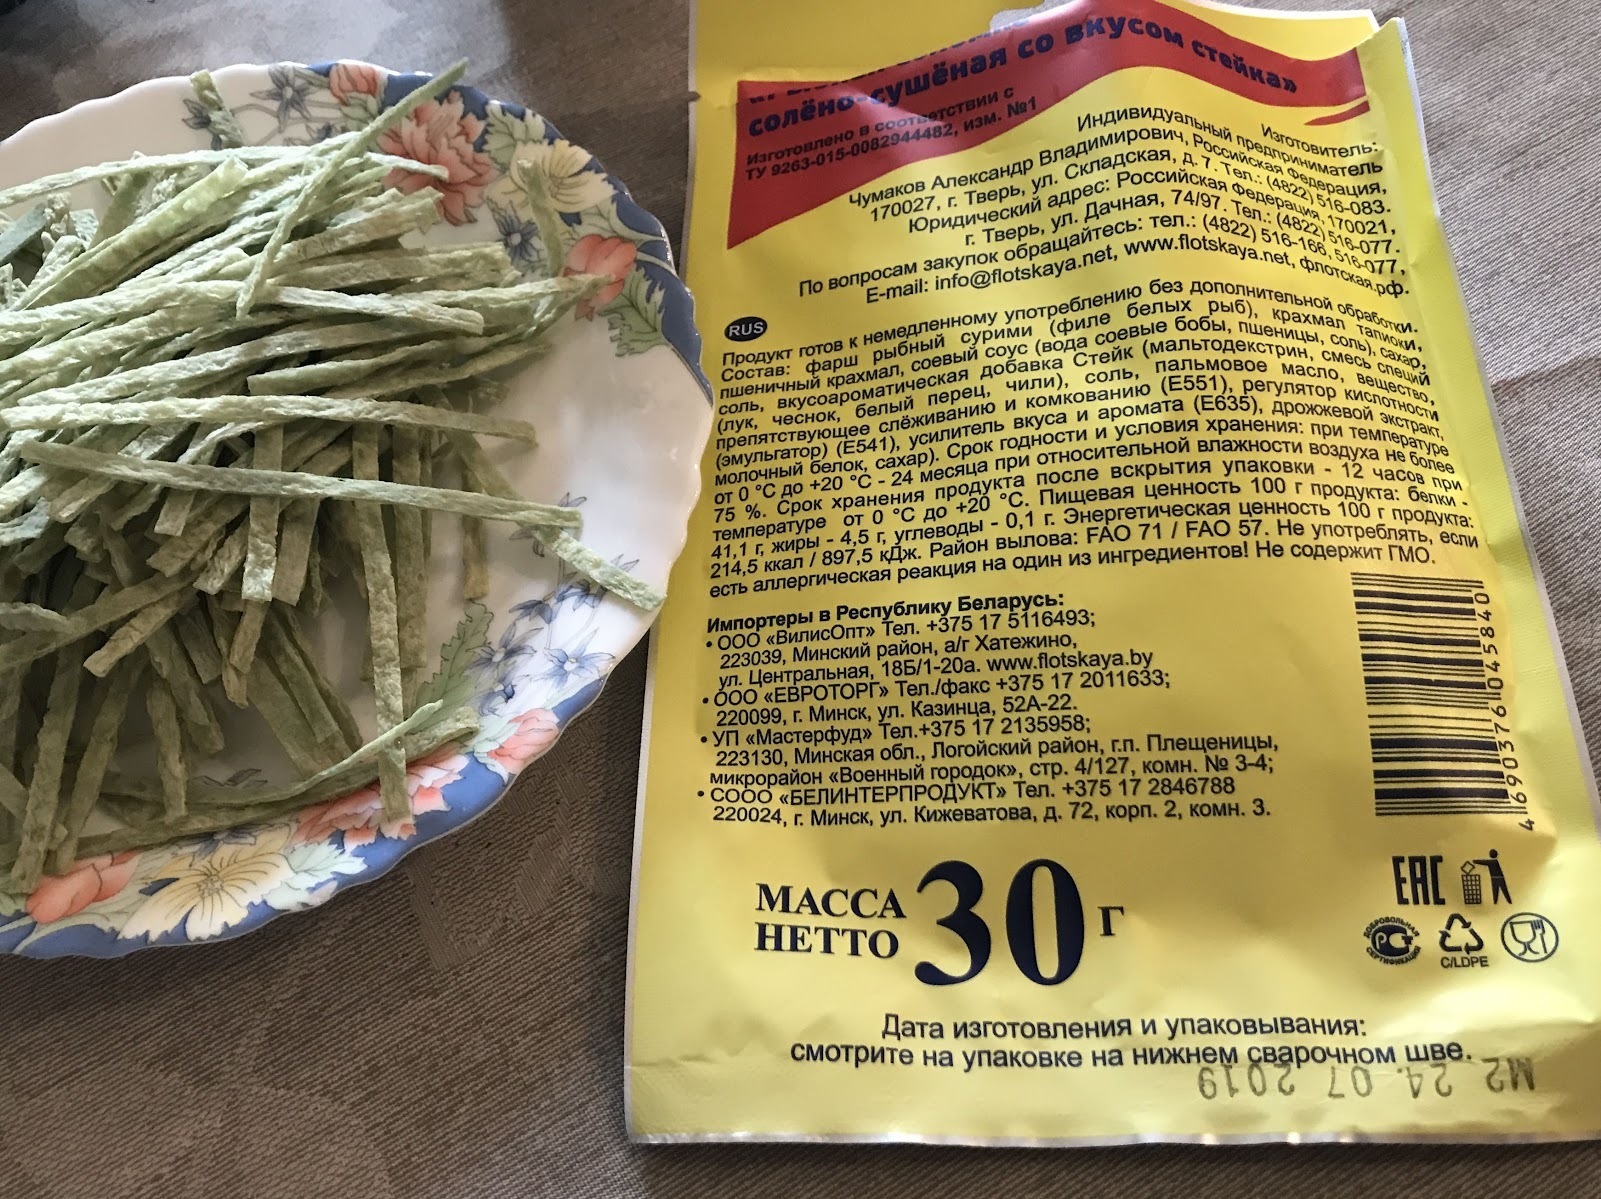 солёно-сушёная со вкусом стейка»
Изготовлено в соответствии с
ТУ 9263-015-0082944482, изм. №1
Изготовитель:
Индивидуальный предприниматель
Чумаков Александр Владимирович, Российская Федерация,
170027, г. Тверь, ул. Складская, д. 7. Тел.: (4822) 516-083.
Юридический адрес: Российская Федерация, 170021,
г. Тверь, ул. Дачная, 74/97. Тел.: (4822) 516-077.
По вопросам закупок обращайтесь: тел.: (4822) 516-166, 516-077,
E-mail: info@flotskaya.net, www.flotskaya.net, флотская.рф.
RUS
Продукт готов к немедленному употреблению без дополнительной обработки.
Состав: фарш рыбный сурими (филе белых рыб), крахмал тапиоки,
пшеничный крахмал, соевый соус (вода соевые бобы, пшеницы, соль), сахар,
соль, вкусоароматическая добавка Стейк (мальтодекстрин, смесь специй
(лук, чеснок, белый перец, чили), соль, пальмовое масло, вещество,
препятствующее слёживанию и комкованию (Е551), регулятор кислотности
(эмульгатор) (Е541), усилитель вкуса и аромата (Е635), дрожжевой экстракт,
молочный белок, сахар). Срок годности и условия хранения: при температуре
от 0 °С до +20 °С - 24 месяца при относительной влажности воздуха не более
75 %. Срок хранения продукта после вскрытия упаковки - 12 часов при
температуре от 0 °С до +20 °С. Пищевая ценность 100 г продукта: белки -
41,1 г, жиры - 4,5 г, углеводы - 0,1 г. Энергетическая ценность 100 г продукта:
214,5 ккал / 897,5 кДж. Район вылова: FAO 71 / FAO 57. Не употреблять, если
есть аллергическая реакция на один из ингредиентов! Не содержит ГМО.
Импортеры в Республику Беларусь:
• ООО «ВилисОпт» Тел. +375 17 5116493;
223039, Минский район, а/г Хатежино,
ул. Центральная, 18Б/1-20а. www.flotskaya.by
• ООО «ЕВРОТОРГ» Тел./факс +375 17 2011633;
220099, г. Минск, ул. Казинца, 52А-22.
• УП «Мастерфуд» Тел.+375 17 2135958;
223130, Минская обл., Логойский район, г.п. Плещеницы,
микрорайон «Военный городок», стр. 4/127, комн. № 3-4;
• СООО «БЕЛИНТЕРПРОДУКТ» Тел. +375 17 2846788
220024, г. Минск, ул. Кижеватова, д. 72, корп. 2, комн. 3.
4690376045840
МАССА
НЕТТО
30 г
ЕАС
ДОБРОВОЛЬНАЯ
СЕРТИФИКАЦИЯ
C/LDPE
Дата изготовления и упаковывания:
смотрите на упаковке на нижнем сварочном шве.
М2 24.07 2019